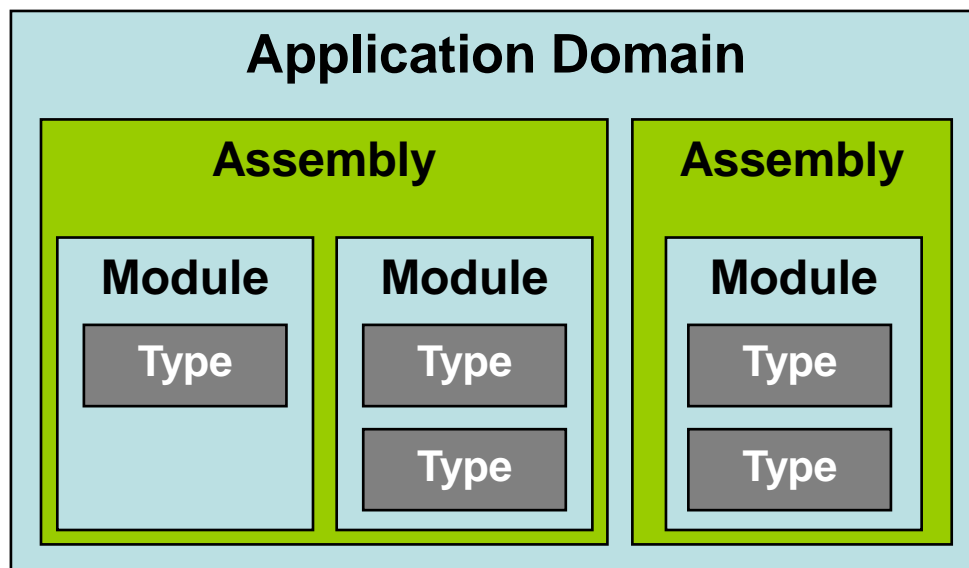 Application Domain
Assembly
Assembly
Module
Module
Module
Type
Type
Type
Type
Type